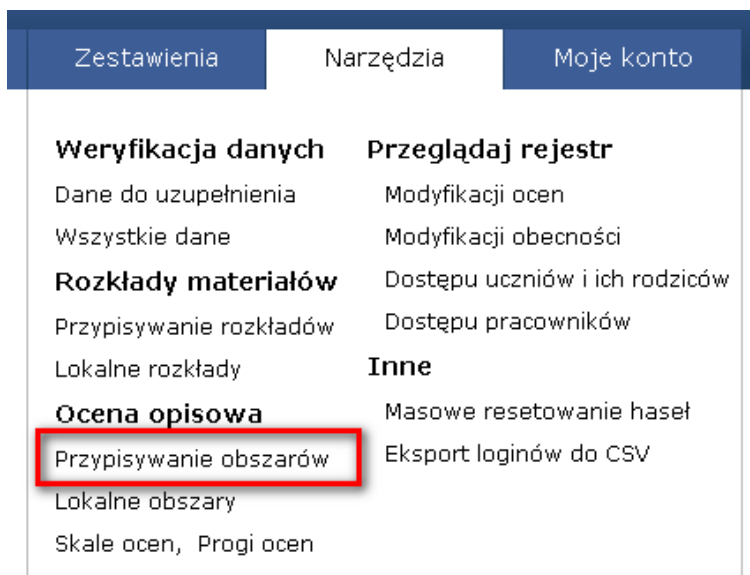 Zestawienia
Narzędzia
Moje konto
Weryfikacja danych
Dane do uzupełnienia
Wszystkie dane
Rozkłady materiałów
Przypisywanie rozkładów
Lokalne rozkłady
Ocena opisowa
Przypisywanie obszarów
Lokalne obszary
Skale ocen, Progi ocen
Przeglądaj rejestr
Modyfikacji ocen
Modyfikacji obecności
Dostępu uczniów i ich rodziców
Dostępu pracowników
Inne
Masowe resetowanie haseł
Eksport loginów do CSV